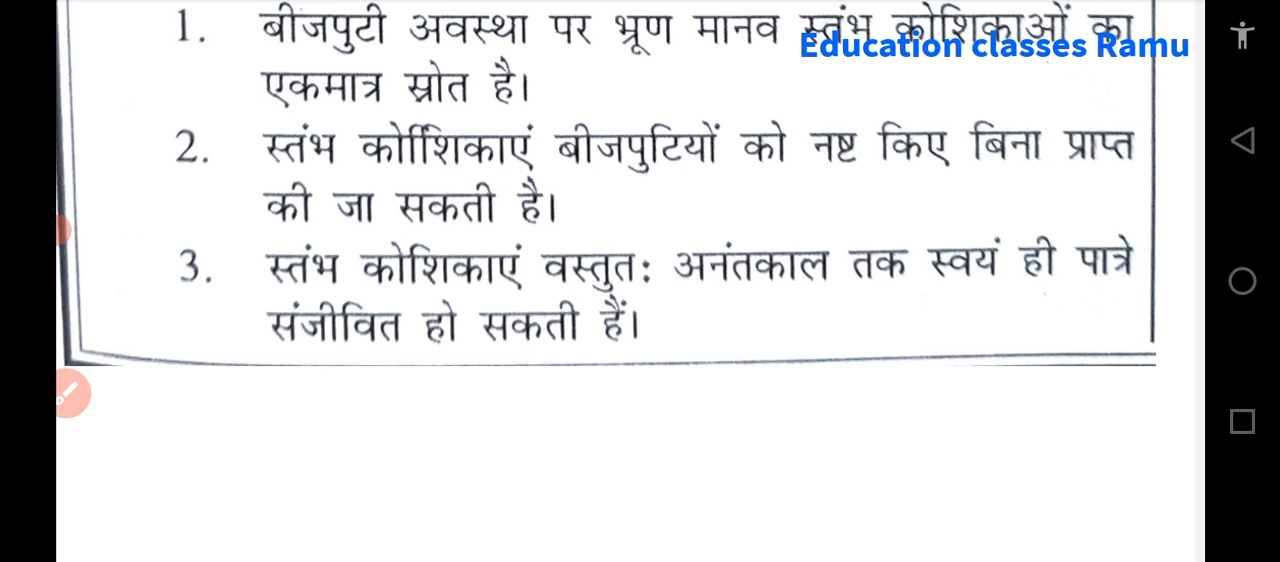 1. बीजपुटी अवस्था पर भ्रूण मानव स्तंभ कोशिकाओं का
Education classes Ramu
एकमात्र स्रोत है।
2. स्तंभ कोर्शिकाएं बीजपुटियों को नष्ट किए बिना प्राप्त
की जा सकती है।
3. स्तंभ कोशिकाएं वस्तुतः अनंतकाल तक स्वयं ही पात्रे
संजीवित हो सकती हैं।